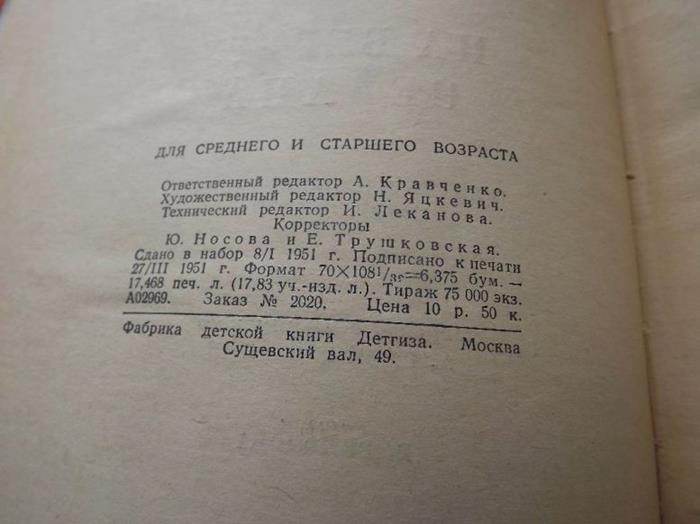 ДЛЯ СРЕДНЕГО И СТАРШЕГО ВОЗРАСТА
Ответственный редактор А. Кравченко.
Художественный редактор Н. Яцкевич.
Технический редактор И. Леканова.
Корректоры
Ю. Носова и Е. Трушковская.
Сдано в набор 8/I 1951 г. Подписано к печати
27/III 1951 г. Формат 70×108¹/₃₂=6,375 бум. —
17,468 печ. л. (17,83 уч.-изд. л.). Тираж 75 000 экз.
А02969. Заказ № 2020. Цена 10 р. 50 к.
Фабрика детской книги Детгиза. Москва
Сущевский вал, 49.